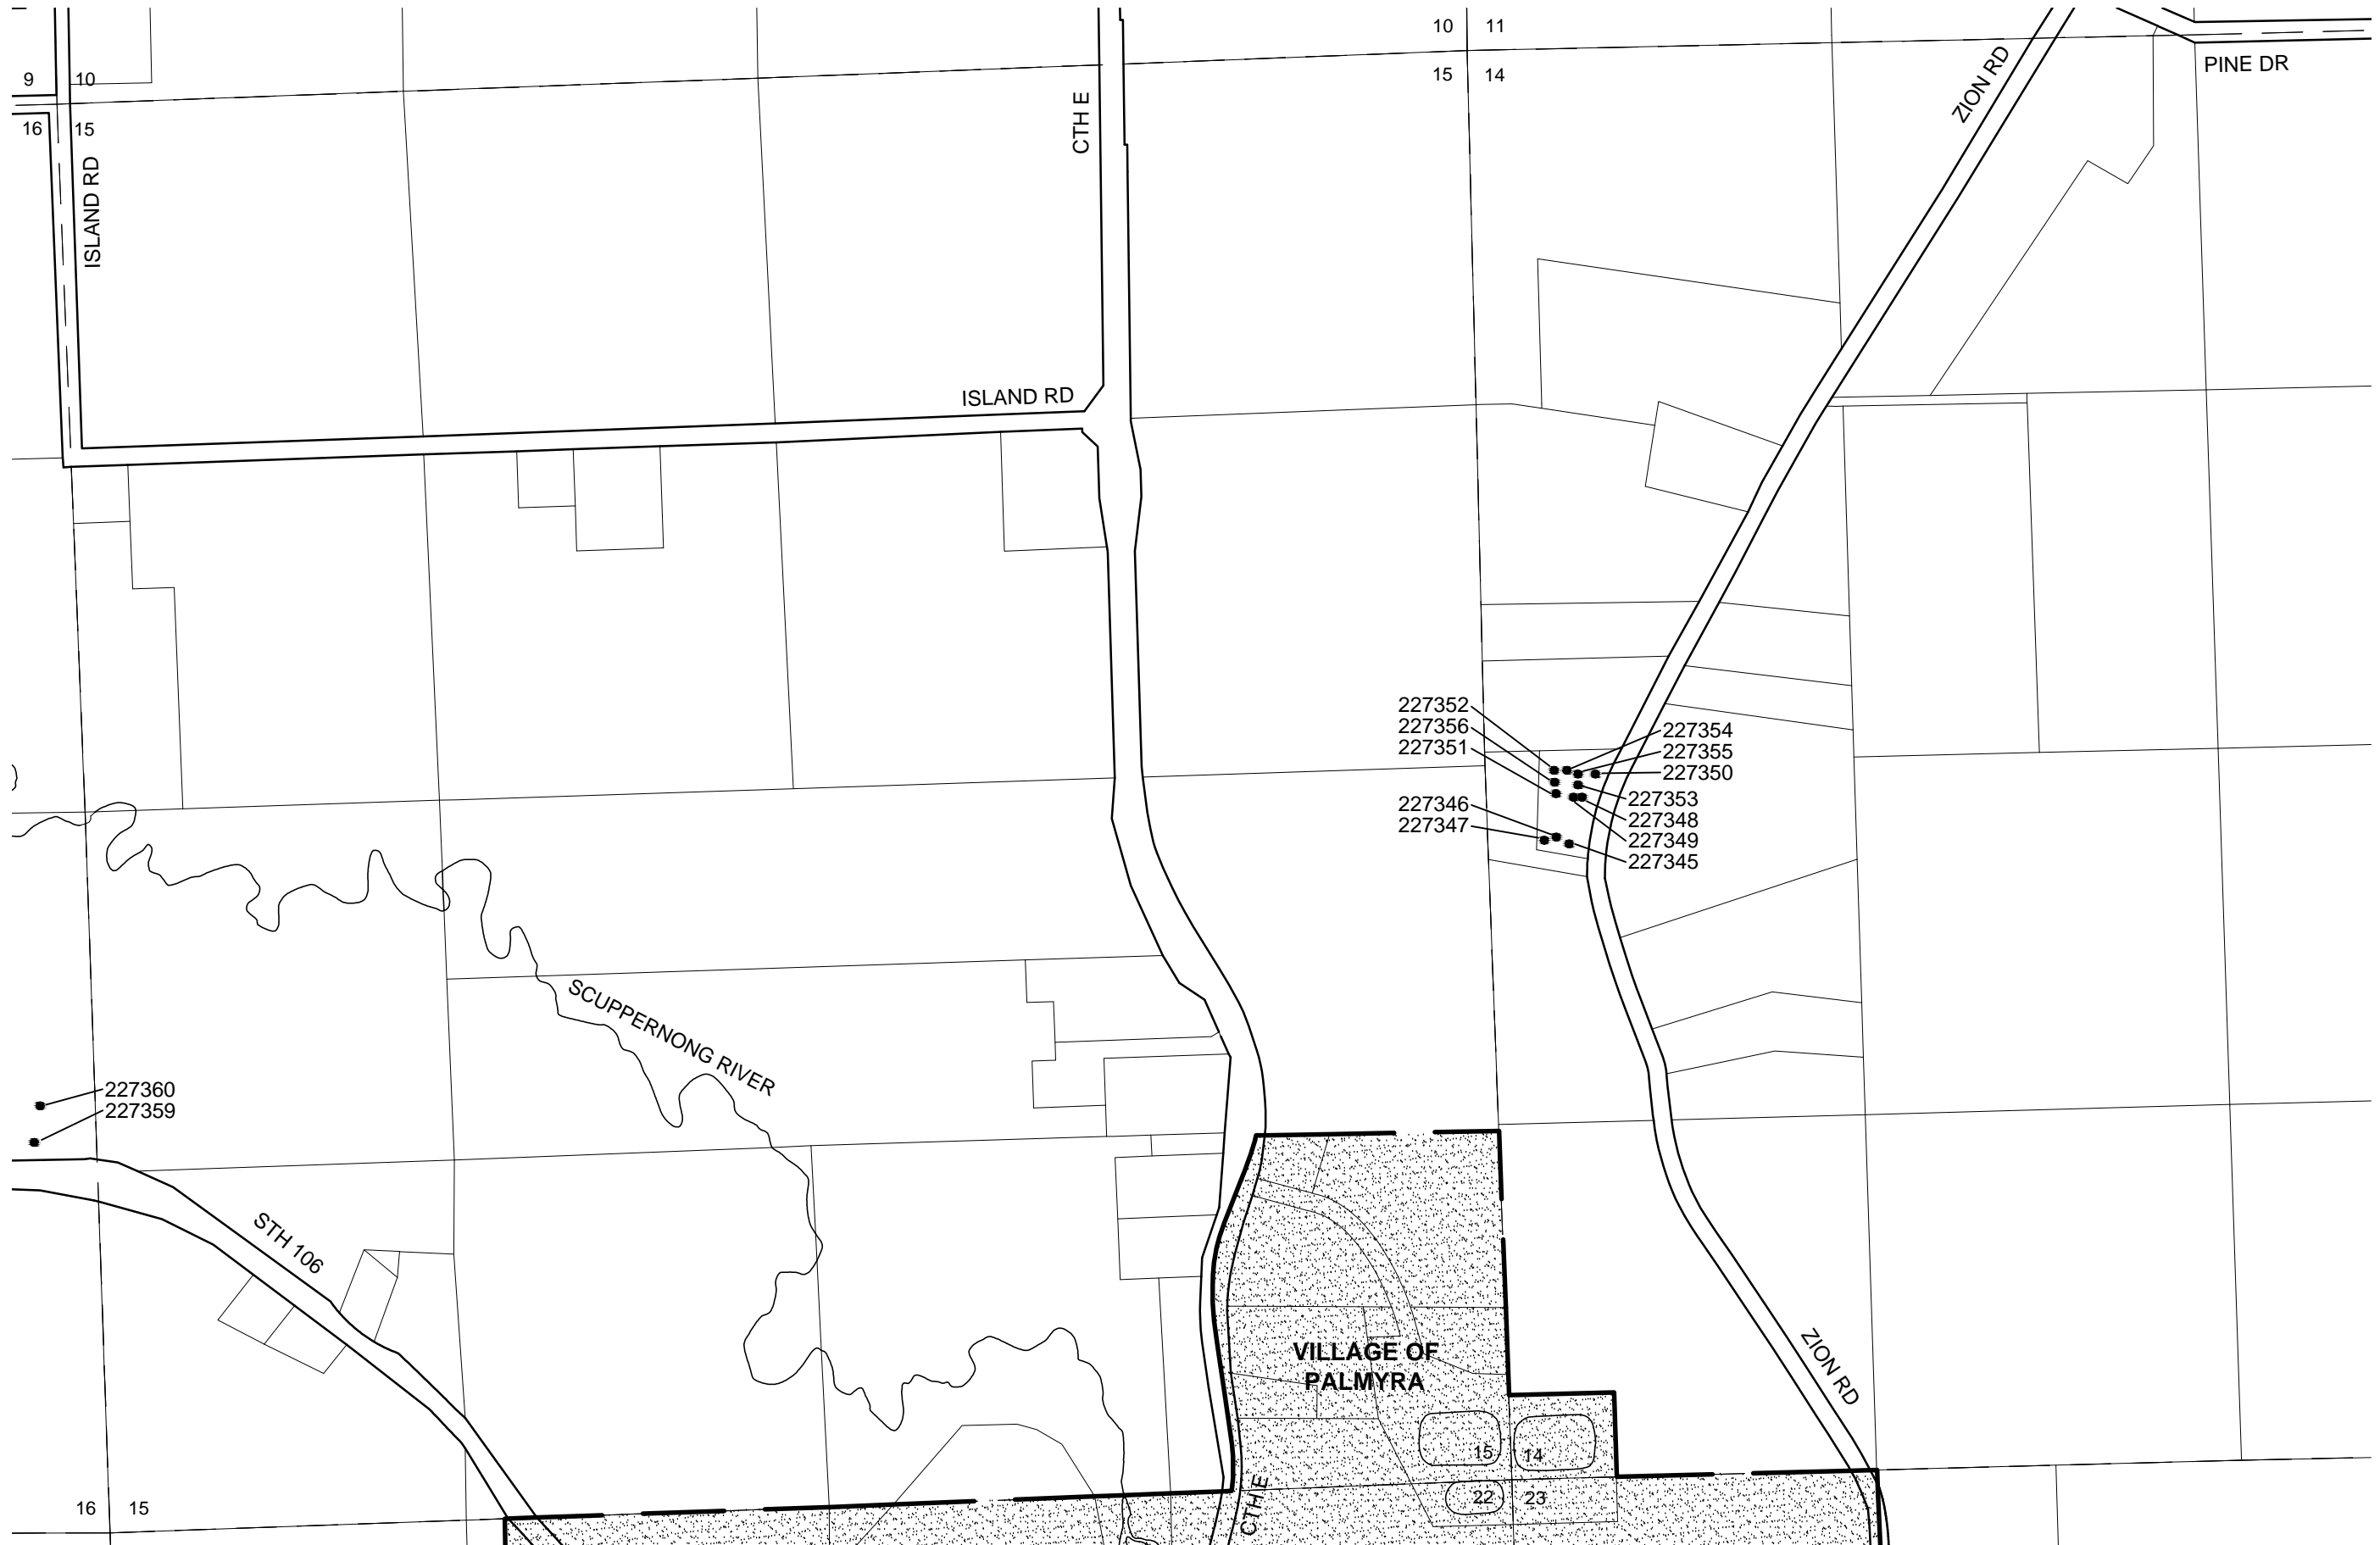 10 11
9 10
15 14
16 15
PINE DR
ZION RD
CTH E
ISLAND RD
ISLAND RD
227352
227356
227351
227354
227355
227350
227353
227348
227349
227345
227346
227347
SCUPPERNONG RIVER
227360
227359
STH 106
VILLAGE OF
PALMYRA
ZION RD
15 14
22 23
CTH E
16 15